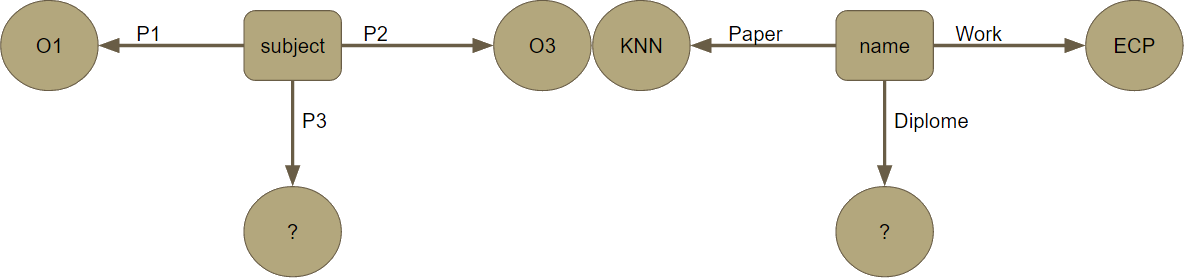 O1
P1
subject
P2
O3
KNN
Paper
name
Work
ECP
P3
Diplome
?
?